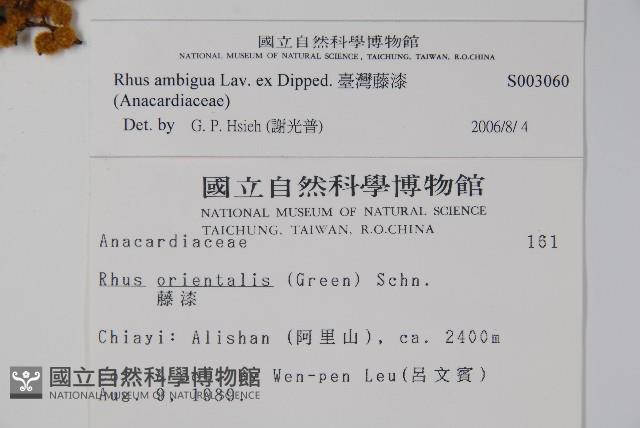 國立自然科學博物館
NATIONAL MUSEUM OF NATURAL SCIENCE, TAICHUNG, TAIWAN, R.O.CHINA
Rhus ambigua Lav. ex Dipped. 臺灣藤漆 S003060
(Anacardiaceae)
Det. by G. P. Hsieh (謝光普) 2006/8/4
國立自然科學博物館
NATIONAL MUSEUM OF NATURAL SCIENCE
TAICHUNG, TAIWAN, R.O.CHINA
Anacardiaceae 161
Rhus orientalis (Green) Schn.
藤漆
Chiayi: Alishan (阿里山), ca. 2400m
Wen-pen Leu(呂文賓)
Aug. 9, 1989.
國立自然科學博物館
NATIONAL MUSEUM OF NATURAL SCIENCE